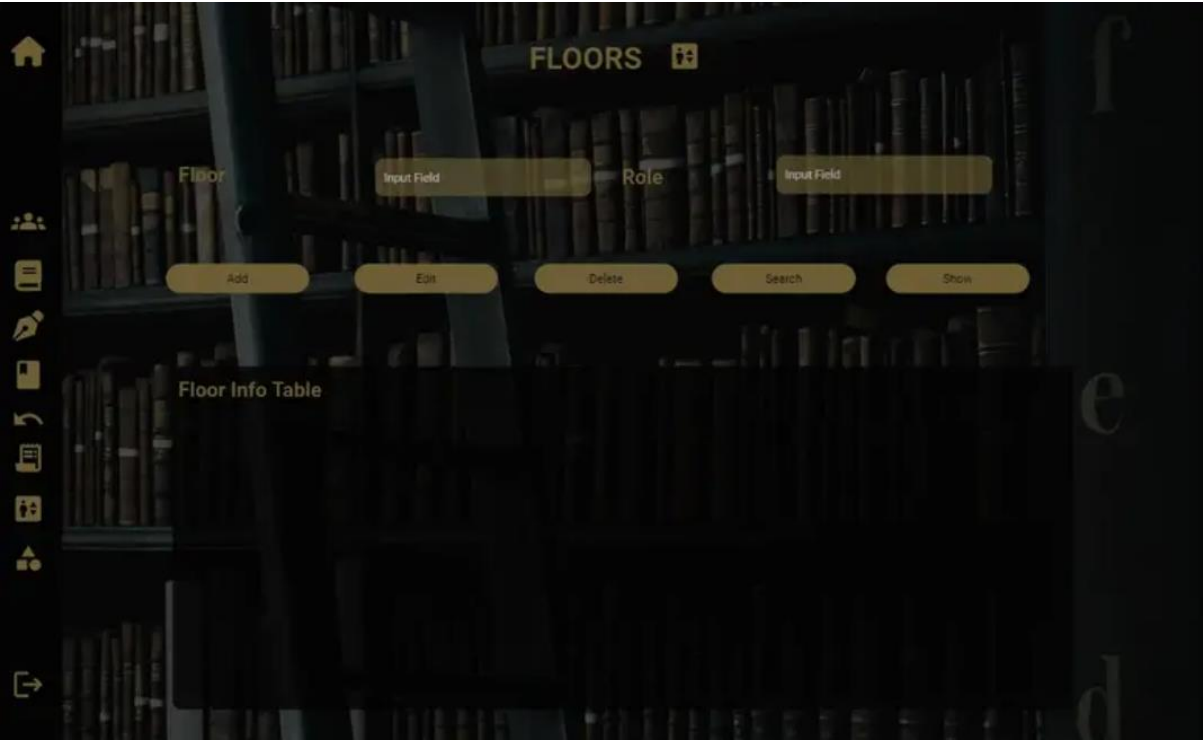 FLOORS
Floor
Input Field
Role
Input Field
Add
Edit
Delete
Search
Show
Floor Info Table
f
e
d